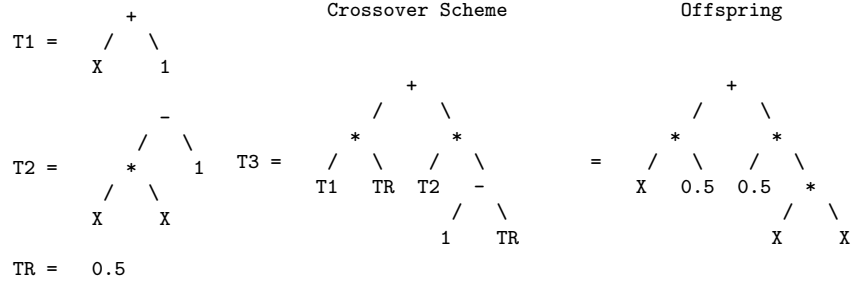 Crossover Scheme Offspring
+
T1 = / \
X 1
+ +
- / \ / \
/ \ * * * *
T2 = * 1 T3 = / \ / \ = / \ / \
/ \ T1 TR T2 - X 0.5 0.5 *
X X / \ / \
1 TR X X
TR = 0.5